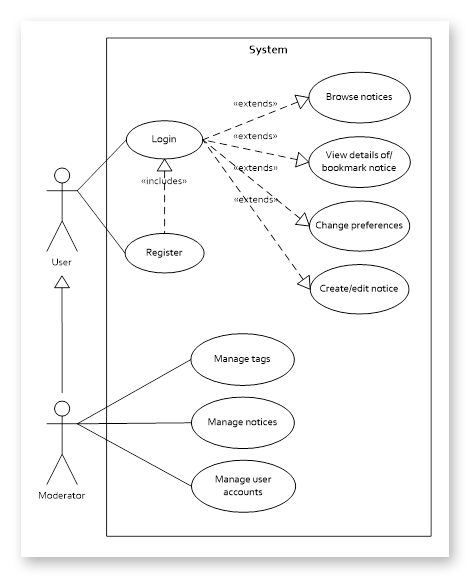 System
Browse notices
«extends»
Login
«extends»
View details of/
bookmark notice
«extends»
«includes»
«extends»
Change preferences
Register
User
Create/edit notice
Manage tags
Manage notices
Manage user
accounts
Moderator